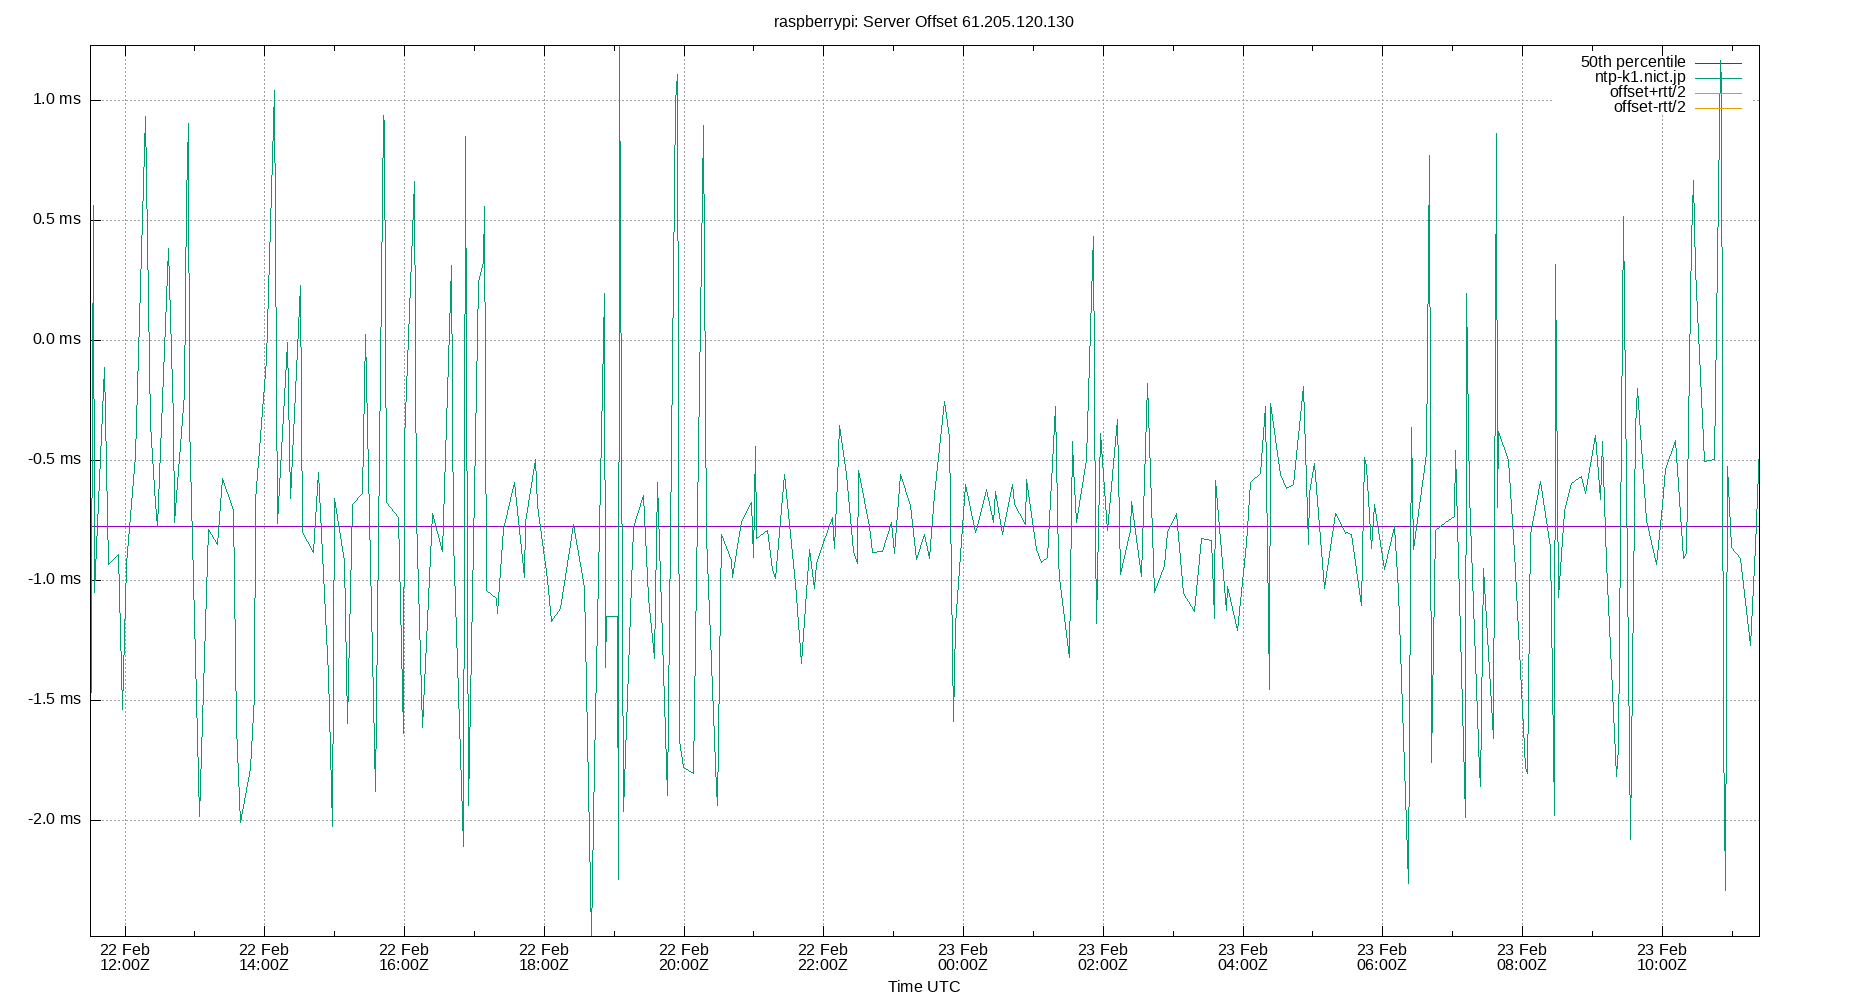 raspberrypi: Server Offset 61.205.120.130
50th percentile
ntp-k1.nict.jp
offset+rtt/2
offset-rtt/2
1.0 ms
0.5 ms
0.0 ms
-0.5 ms
-1.0 ms
-1.5 ms
-2.0 ms
22 Feb 22 Feb 22 Feb 22 Feb 22 Feb 22 Feb 23 Feb 23 Feb 23 Feb 23 Feb 23 Feb 23 Feb
12:00Z 14:00Z 16:00Z 18:00Z 20:00Z 22:00Z 00:00Z 02:00Z 04:00Z 06:00Z 08:00Z 10:00Z
Time UTC